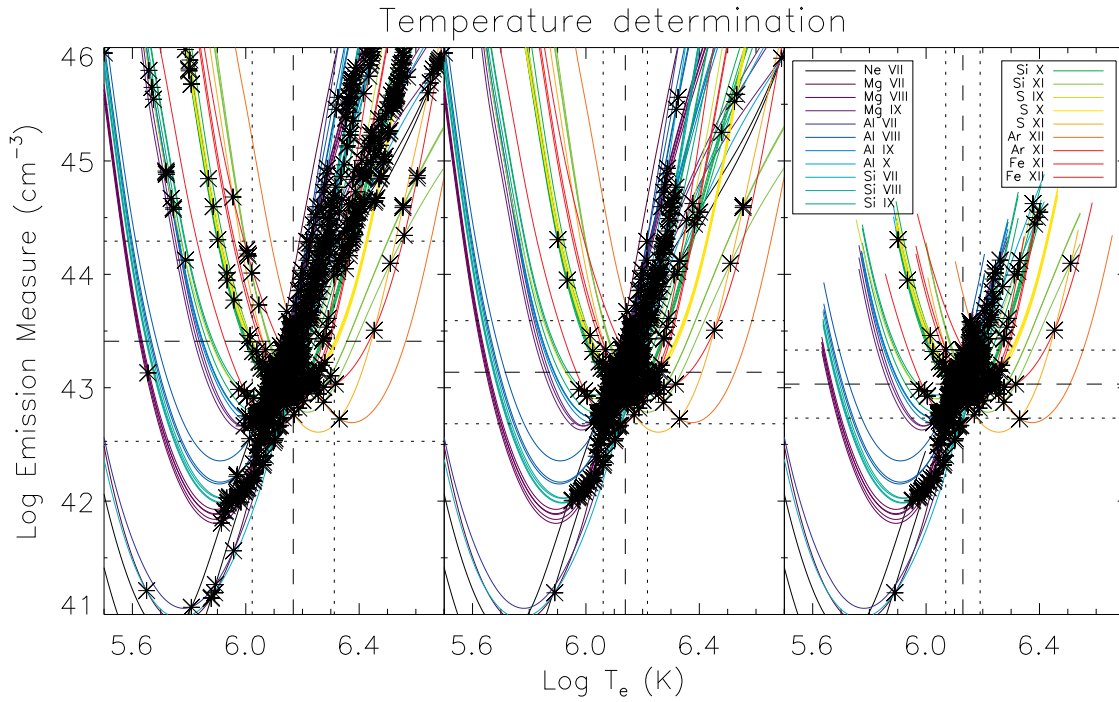 Temperature determination
Log Emission Measure (cm⁻³)
46
45
44
43
42
41
Ne VII
Mg VII
Mg VIII
Mg IX
Al VII
Al VIII
Al IX
Al X
Si VII
Si VIII
Si IX
Si X
Si XI
S IX
S X
S XI
Ar XII
Ar XI
Fe XI
Fe XII
5.6 6.0 6.4 5.6 6.0 6.4 5.6 6.0 6.4
Log Tₑ (K)